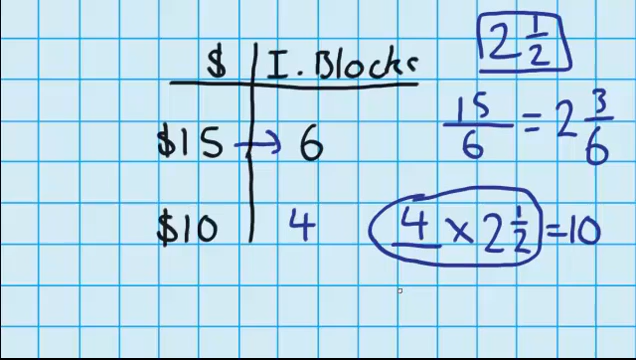 $ I. Blocks
$15 → 6
$10 4
2 1/2
15/6 = 2 3/6
4 × 2 1/2 = 10